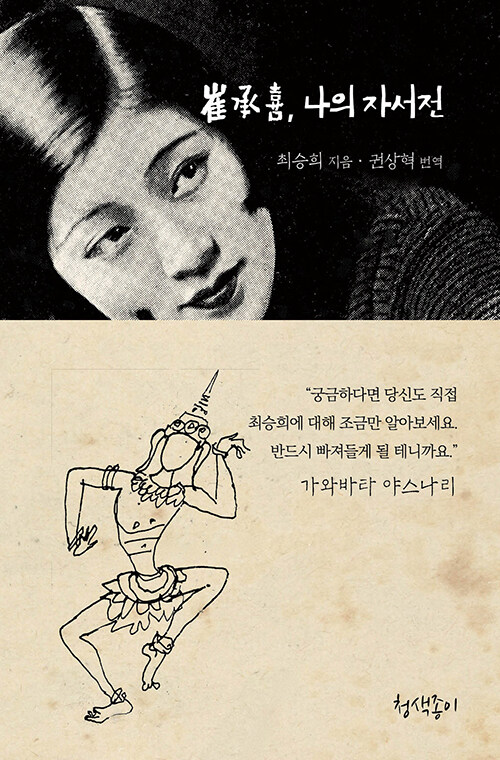 崔承喜, 나의 자서전
최승희 지음 · 권상혁 번역
“궁금하다면 당신도 직접
최승희에 대해 조금만 알아보세요.
반드시 빠져들게 될 테니까요.”
가와바타 야스나리
청색종이